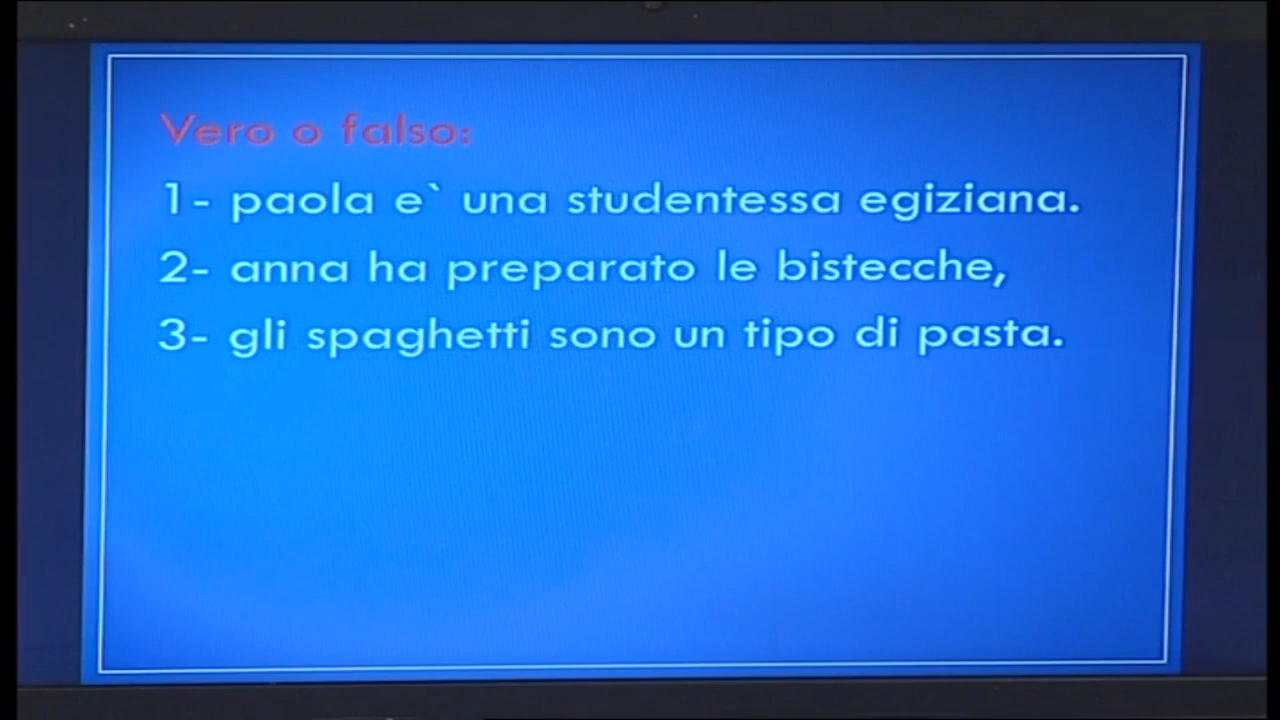 Vero o falso:
1- paola e` una studentessa egiziana.
2- anna ha preparato le bistecche,
3- gli spaghetti sono un tipo di pasta.